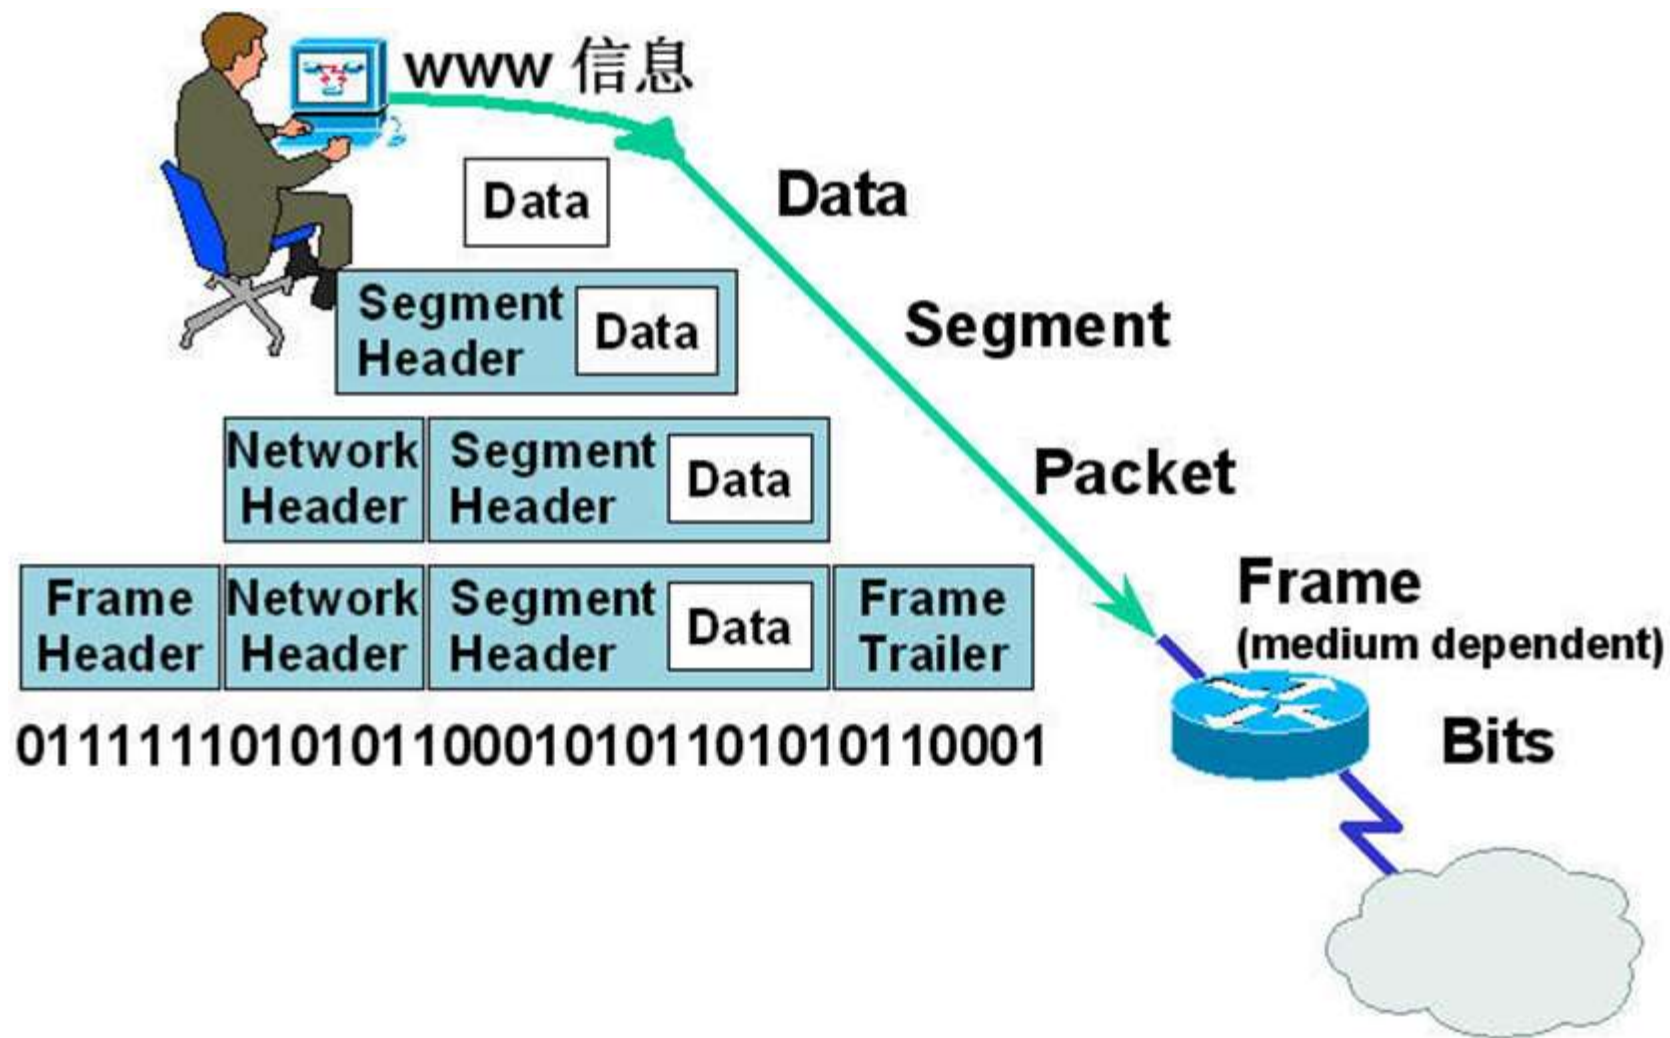 www 信息
Data
Data
Segment
Header
Data
Segment
Network
Header
Segment
Header
Data
Packet
Frame
Header
Network
Header
Segment
Header
Data
Frame
Trailer
Frame
(medium dependent)
0111111010101100010101101010110001
Bits